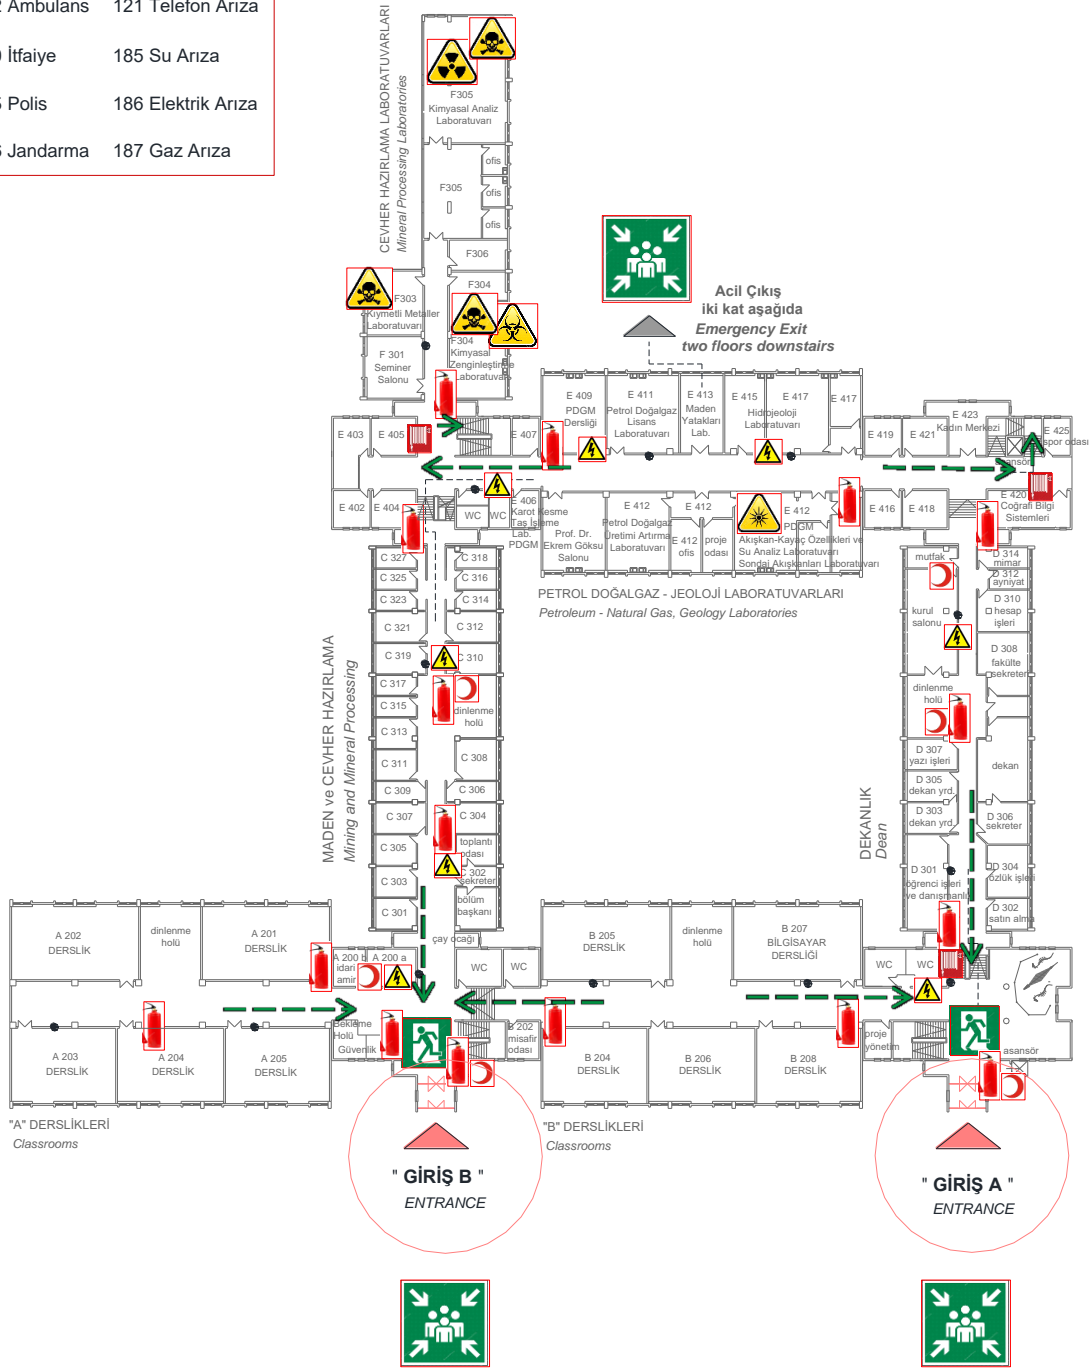 Ambulans 121 Telefon Arıza
İtfaiye 185 Su Arıza
Polis 186 Elektrik Arıza
Jandarma 187 Gaz Arıza
CEVHER HAZIRLAMA LABORATUVARLARI
Mineral Processing Laboratories
F305
Kimyasal Analiz
Laboratuvarı
ofis
F305
ofis
ofis
F306
F304
F303
Kıymetli Metaller
Laboratuvarı
F304
Kimyasal
Zenginleştirme
Laboratuvarı
F 301
Seminer
Salonu
Acil Çıkış
iki kat aşağıda
Emergency Exit
two floors downstairs
E 403
E 405
E 407
E 409
PDGM
Dersliği
E 411
Petrol Doğalgaz
Lisans
Laboratuvarı
E 413
Maden
Yatakları
Lab.
E 415
E 417
Hidrojeoloji
Laboratuvarı
E 417
E 419
E 421
E 423
Kadın Merkezi
E 425
spor odası
asansör
E 402
E 404
WC
WC
E 406
Karot Kesme
Taş İşleme
Lab.
PDGM
Prof. Dr.
Ekrem Göksu
Salonu
E 412
Petrol Doğalgaz
Üretimi Artırma
Laboratuvarı
E 412
E 412
ofis
proje
odası
E 412
PDGM
Akışkan-Kayaç Özellikleri ve
Su Analiz Laboratuvarı
Sondaj Akışkanları Laboratuvarı
E 416
E 418
E 420
Coğrafi Bilgi
Sistemleri
PETROL DOĞALGAZ - JEOLOJİ LABORATUVARLARI
Petroleum - Natural Gas, Geology Laboratories
MADEN ve CEVHER HAZIRLAMA
Mining and Mineral Processing
C 327
C 318
C 325
C 316
C 323
C 314
C 321
C 312
C 319
C 310
C 317
dinlenme
holü
C 315
C 313
C 311
C 308
C 309
C 306
C 307
C 304
C 305
toplantı
odası
C 303
C 302
sekreter
C 301
bölüm
başkanı
çay ocağı
DEKANLIK
Dean
mutfak
D 314
mimar
D 312
ayniyat
kurul
salonu
D 310
hesap
işleri
D 308
fakülte
sekreter
dinlenme
holü
D 307
yazı işleri
dekan
D 305
dekan yrd.
D 303
dekan yrd.
D 306
sekreter
D 301
öğrenci işleri
ve danışmanlı
D 304
özlük işleri
D 302
satın alma
A 202
DERSLİK
dinlenme
holü
A 201
DERSLİK
A 200 b
idari
amir
A 200 a
WC
WC
B 205
DERSLİK
dinlenme
holü
B 207
BİLGİSAYAR
DERSLİĞİ
WC
WC
A 203
DERSLİK
A 204
DERSLİK
A 205
DERSLİK
Bekleme
Holü
Güvenlik
B 202
misafir
odası
B 204
DERSLİK
B 206
DERSLİK
B 208
DERSLİK
proje
yönetim
asansör
"A" DERSLİKLERİ
Classrooms
"B" DERSLİKLERİ
Classrooms
" GİRİŞ B "
ENTRANCE
" GİRİŞ A "
ENTRANCE